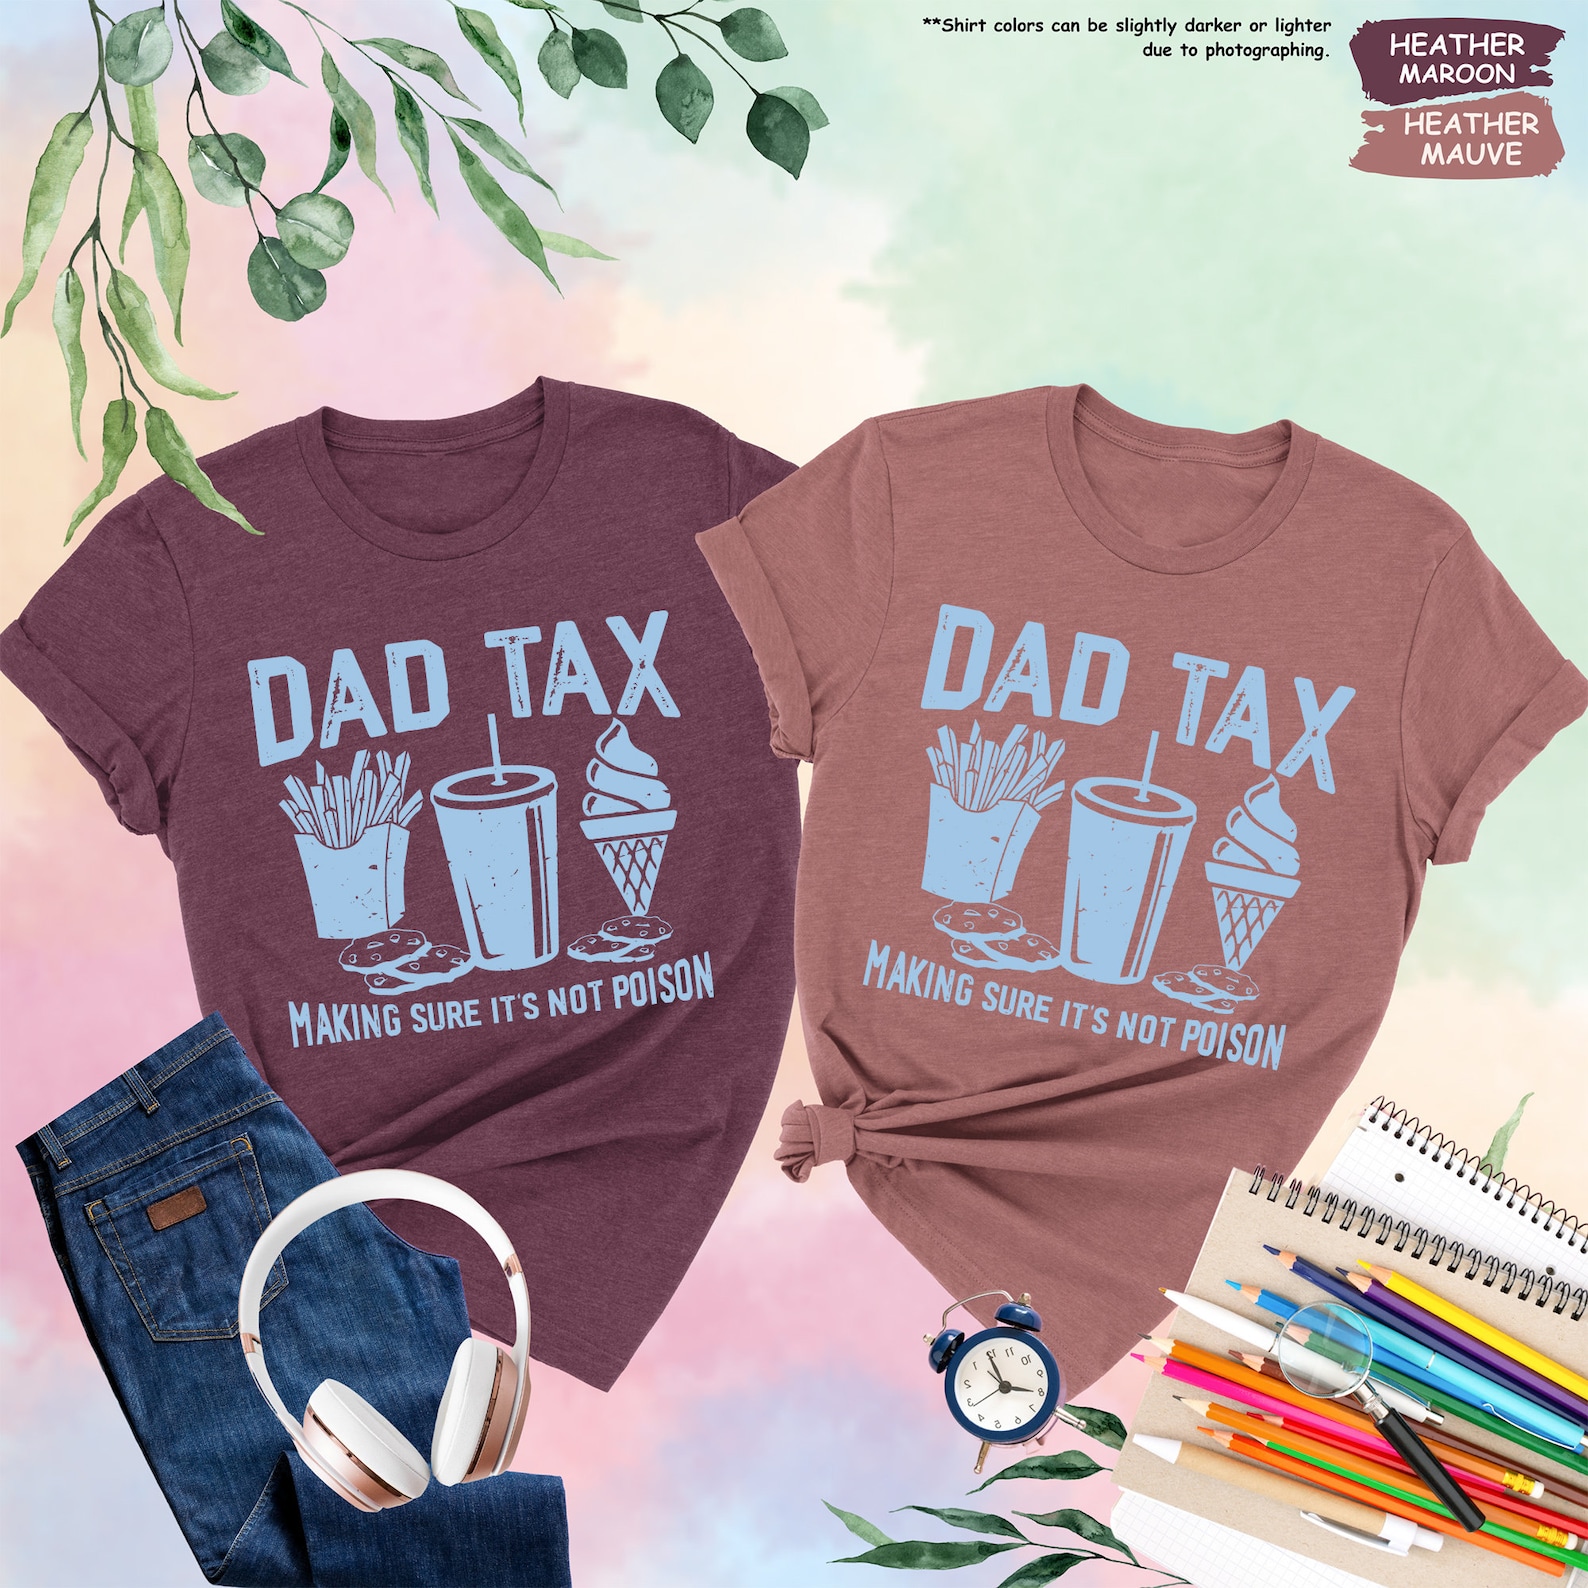 **Shirt colors can be slightly darker or lighter
due to photographing.
HEATHER
MAROON
HEATHER
MAUVE
DAD TAX
MAKING SURE IT'S NOT POISON
DAD TAX
MAKING SURE IT'S NOT POISON